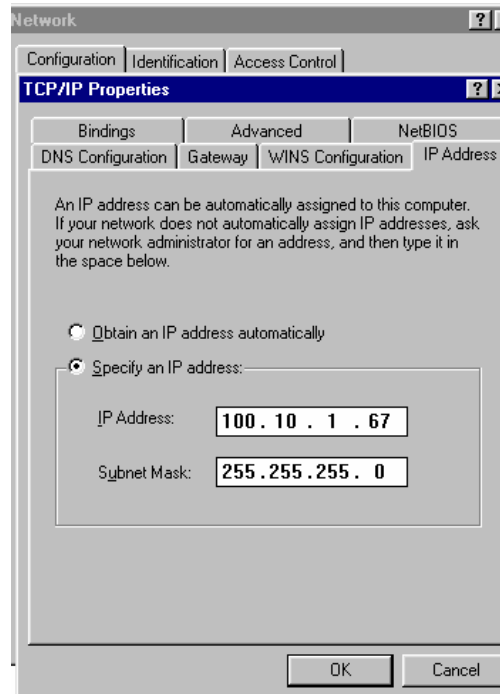 Network
Configuration Identification Access Control
TCP/IP Properties
Bindings Advanced NetBIOS
DNS Configuration Gateway WINS Configuration IP Address
An IP address can be automatically assigned to this computer.
If your network does not automatically assign IP addresses, ask
your network administrator for an address, and then type it in
the space below.
Obtain an IP address automatically
Specify an IP address:
IP Address: 100. 10 . 1 . 67
Subnet Mask: 255.255.255. 0
OK Cancel